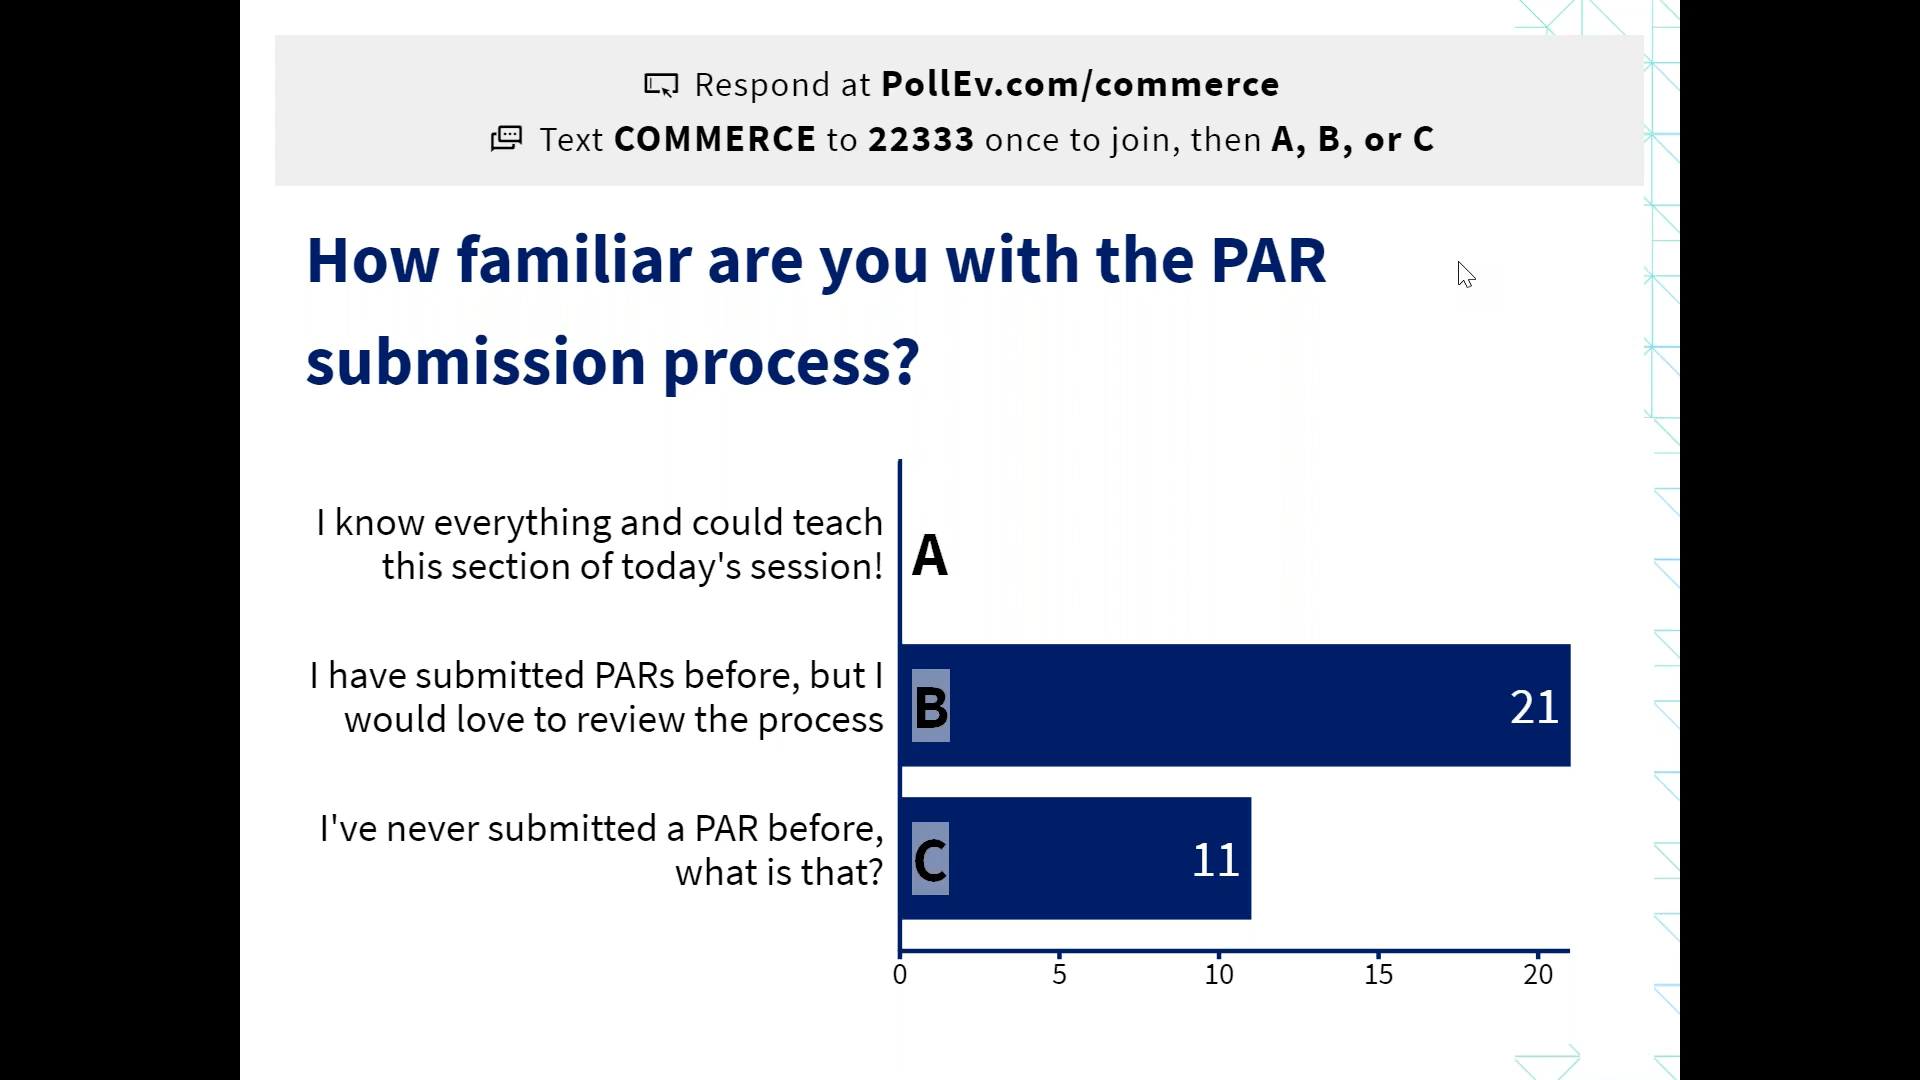 Respond at PollEv.com/commerce
Text COMMERCE to 22333 once to join, then A, B, or C
How familiar are you with the PAR
submission process?
I know everything and could teach
this section of today's session!
A
I have submitted PARs before, but I
would love to review the process
B
21
I've never submitted a PAR before,
what is that?
C
11
0 5 10 15 20